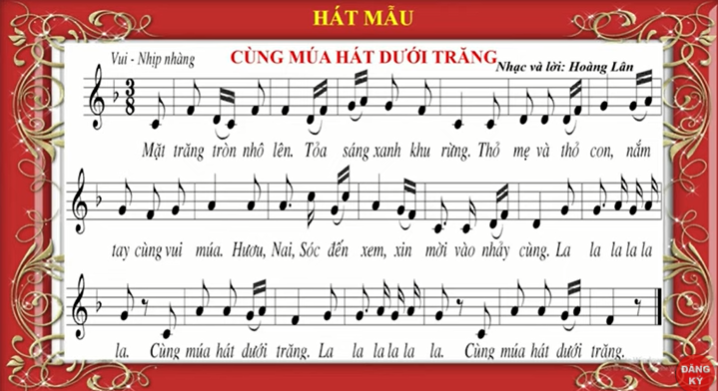 HÁT MẪU
Vui - Nhịp nhàng
CÙNG MÚA HÁT DƯỚI TRĂNG
Nhạc và lời: Hoàng Lân
3
8
Mặt trăng tròn nhô lên. Tỏa sáng xanh khu rừng. Thỏ mẹ và thỏ con, nắm
tay cùng vui múa. Hươu, Nai, Sóc đến xem, xin mời vào nhảy cùng. La la la la la
la. Cùng múa hát dưới trăng. La la la la la la. Cùng múa hát dưới trăng.
ĐĂNG
KÝ